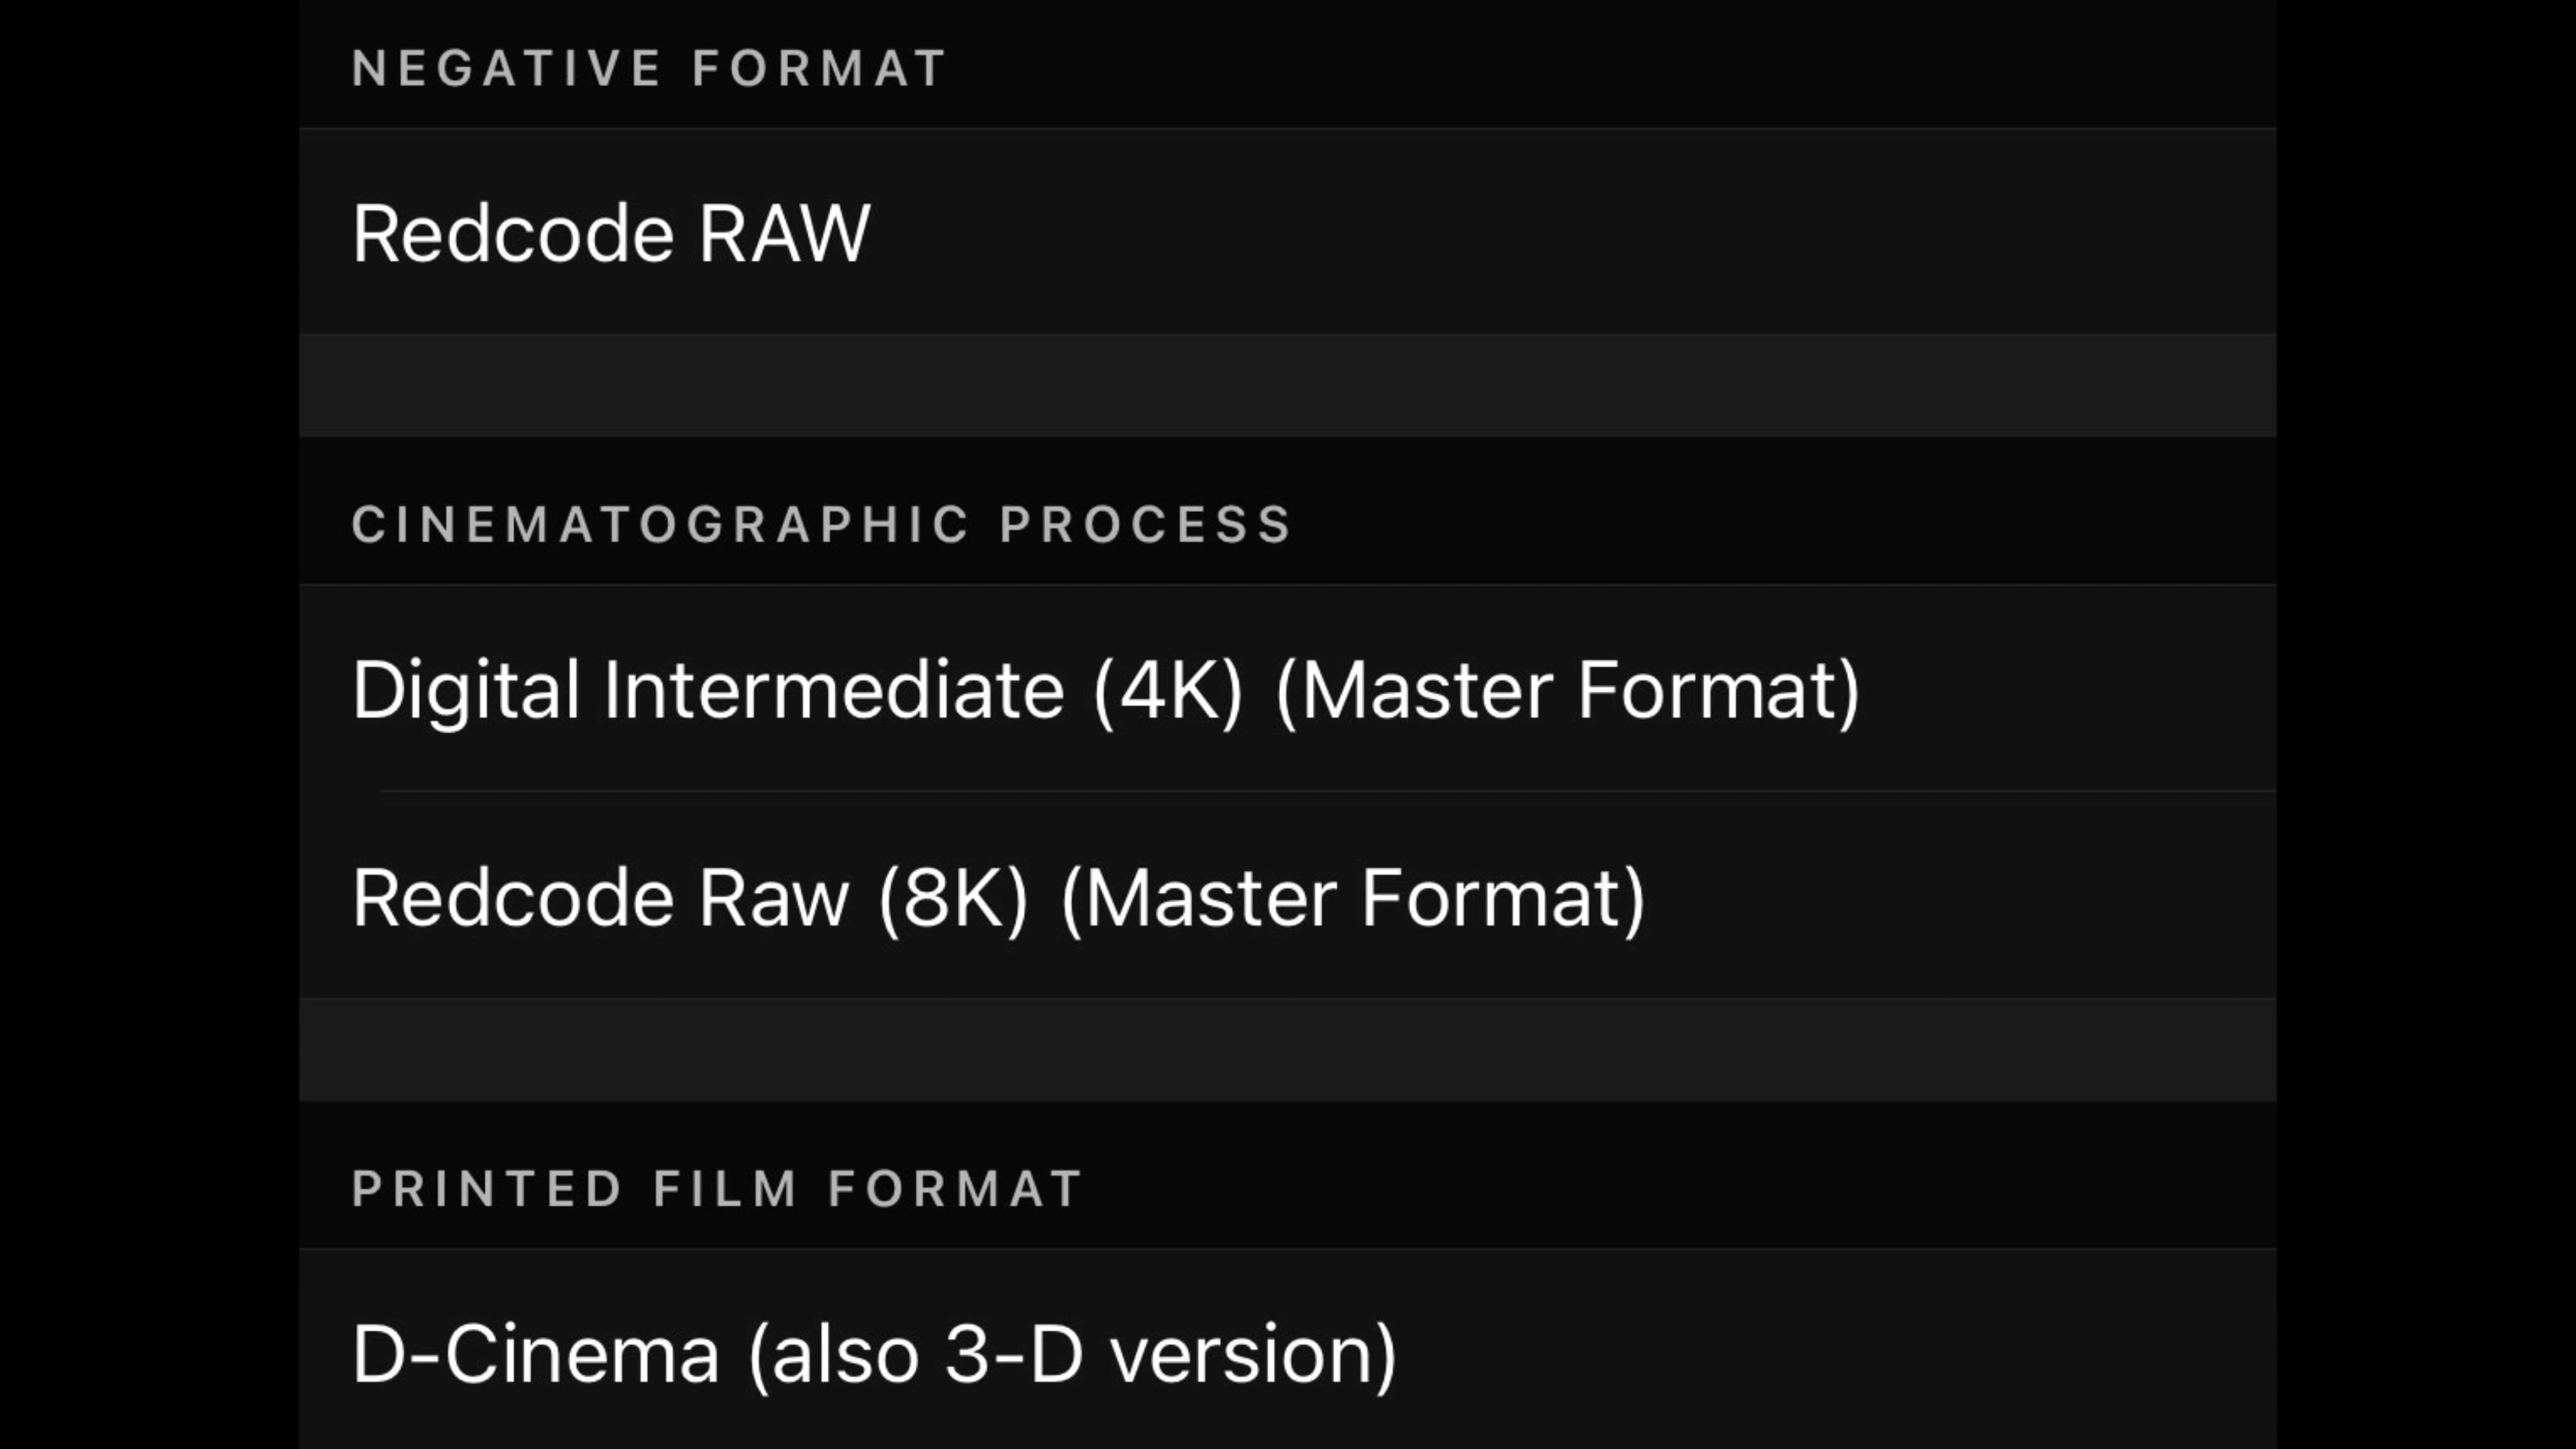 NEGATIVE FORMAT
Redcode RAW
CINEMATOGRAPHIC PROCESS
Digital Intermediate (4K) (Master Format)
Redcode Raw (8K) (Master Format)
PRINTED FILM FORMAT
D-Cinema (also 3-D version)